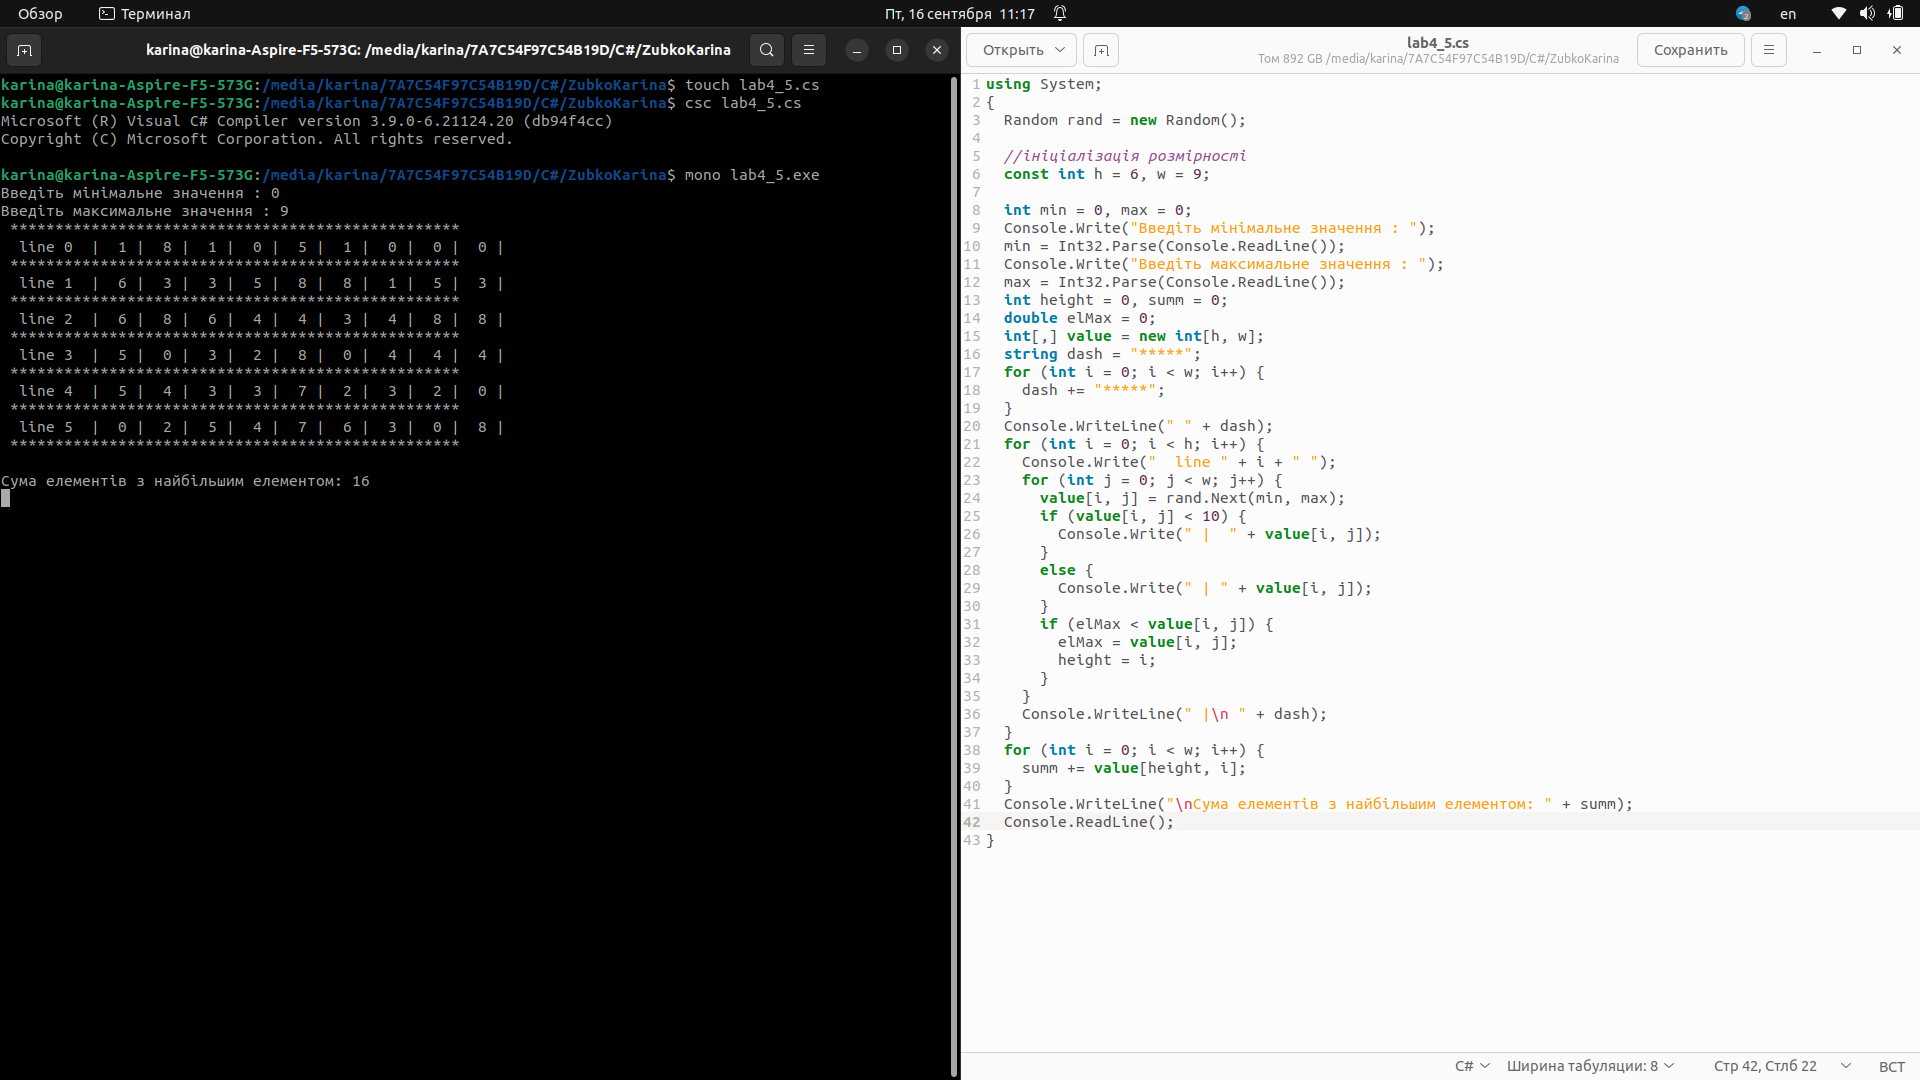 Обзор Терминал Пт, 16 сентября 11:17 en
karina@karina-Aspire-F5-573G: /media/karina/7A7C54F97C54B19D/C#/ZubkoKarina
karina@karina-Aspire-F5-573G:/media/karina/7A7C54F97C54B19D/C#/ZubkoKarina$ touch lab4_5.cs
karina@karina-Aspire-F5-573G:/media/karina/7A7C54F97C54B19D/C#/ZubkoKarina$ csc lab4_5.cs
Microsoft (R) Visual C# Compiler version 3.9.0-6.21124.20 (db94f4cc)
Copyright (C) Microsoft Corporation. All rights reserved.
karina@karina-Aspire-F5-573G:/media/karina/7A7C54F97C54B19D/C#/ZubkoKarina$ mono lab4_5.exe
Введіть мінімальне значення : 0
Введіть максимальне значення : 9
**************************************************
line 0  |  1 |  8 |  1 |  0 |  5 |  1 |  0 |  0 |  0 |
**************************************************
line 1  |  6 |  3 |  3 |  5 |  8 |  8 |  1 |  5 |  3 |
**************************************************
line 2  |  6 |  8 |  6 |  4 |  4 |  3 |  4 |  8 |  8 |
**************************************************
line 3  |  5 |  0 |  3 |  2 |  8 |  0 |  4 |  4 |  4 |
**************************************************
line 4  |  5 |  4 |  3 |  3 |  7 |  2 |  3 |  2 |  0 |
**************************************************
line 5  |  0 |  2 |  5 |  4 |  7 |  6 |  3 |  0 |  8 |
**************************************************
Сума елементів з найбільшим елементом: 16
Открыть lab4_5.cs Сохранить
Том 892 GB /media/karina/7A7C54F97C54B19D/C#/ZubkoKarina
1 using System;
2 {
3   Random rand = new Random();
4
5   //ініціалізація розмірності
6   const int h = 6, w = 9;
7
8   int min = 0, max = 0;
9   Console.Write("Введіть мінімальне значення : ");
10   min = Int32.Parse(Console.ReadLine());
11   Console.Write("Введіть максимальне значення : ");
12   max = Int32.Parse(Console.ReadLine());
13   int height = 0, summ = 0;
14   double elMax = 0;
15   int[,] value = new int[h, w];
16   string dash = "*****";
17   for (int i = 0; i < w; i++) {
18     dash += "*****";
19   }
20   Console.WriteLine(" " + dash);
21   for (int i = 0; i < h; i++) {
22     Console.Write("  line " + i + " ");
23     for (int j = 0; j < w; j++) {
24       value[i, j] = rand.Next(min, max);
25       if (value[i, j] < 10) {
26         Console.Write(" |  " + value[i, j]);
27       }
28       else {
29         Console.Write(" | " + value[i, j]);
30       }
31       if (elMax < value[i, j]) {
32         elMax = value[i, j];
33         height = i;
34       }
35     }
36     Console.WriteLine(" |\n " + dash);
37   }
38   for (int i = 0; i < w; i++) {
39     summ += value[height, i];
40   }
41   Console.WriteLine("\nСума елементів з найбільшим елементом: " + summ);
42   Console.ReadLine();
43 }
C# Ширина табуляции: 8 Стр 42, Стлб 22 ВСТ